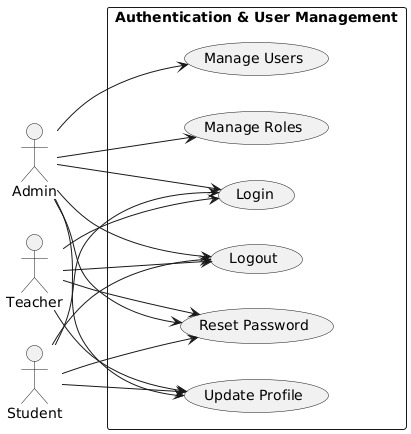 Authentication & User Management
Manage Users
Manage Roles
Admin
Login
Logout
Teacher
Reset Password
Student
Update Profile